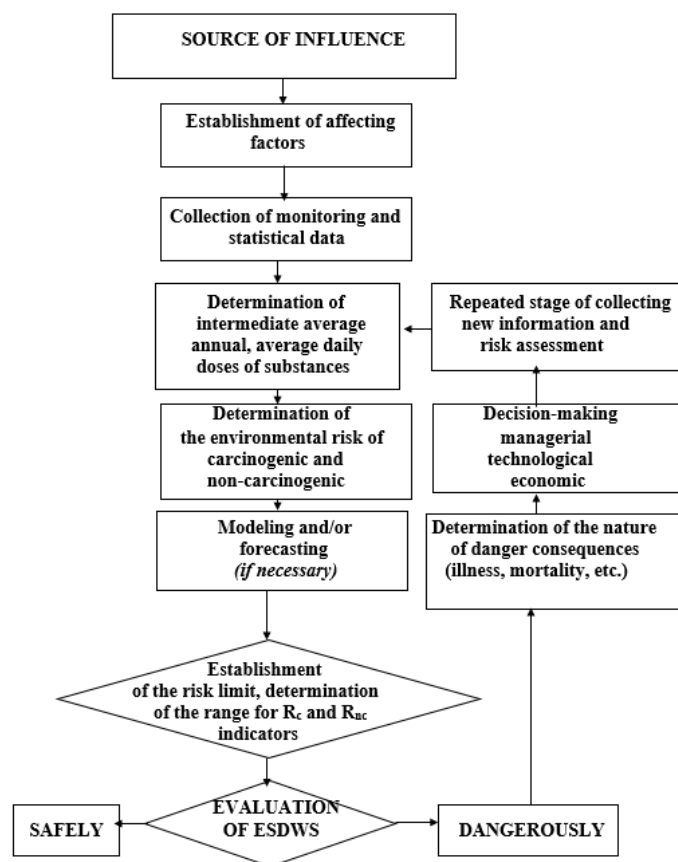 SOURCE OF INFLUENCE
Establishment of affecting
factors
Collection of monitoring and
statistical data
Determination of
intermediate average
annual, average daily
doses of substances
Repeated stage of collecting
new information and
risk assessment
Determination of
the environmental risk of
carcinogenic and
non-carcinogenic
Decision-making
managerial
technological
economic
Modeling and/or
forecasting
(if necessary)
Determination of the nature
of danger consequences
(illness, mortality, etc.)
Establishment
of the risk limit, determination
of the range for Rc and Rnc
indicators
EVALUATION
OF ESDWS
SAFELY
DANGEROUSLY